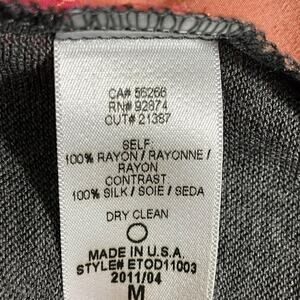 CA# 56266
RN# 92874
CUT# 21387
SELF:
100% RAYON / RAYONNE /
RAYON
CONTRAST:
100% SILK / SOIE / SEDA
DRY CLEAN
MADE IN U.S.A
STYLE# ETOD11003
2011/04
M